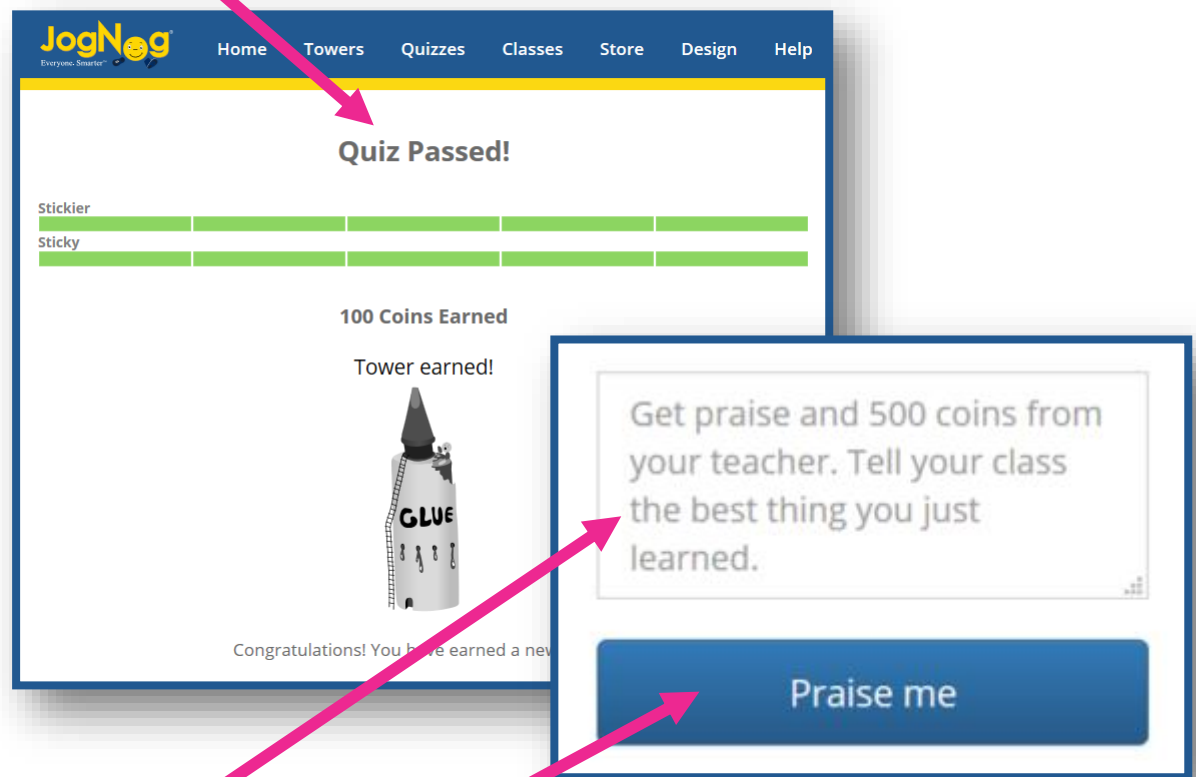 JogNog®
Everyone. Smarter™
Home Towers Quizzes Classes Store Design Help
Quiz Passed!
Stickier
Sticky
100 Coins Earned
Tower earned!
GLUE
Congratulations! You have earned a new
Get praise and 500 coins from
your teacher. Tell your class
the best thing you just
learned.
Praise me